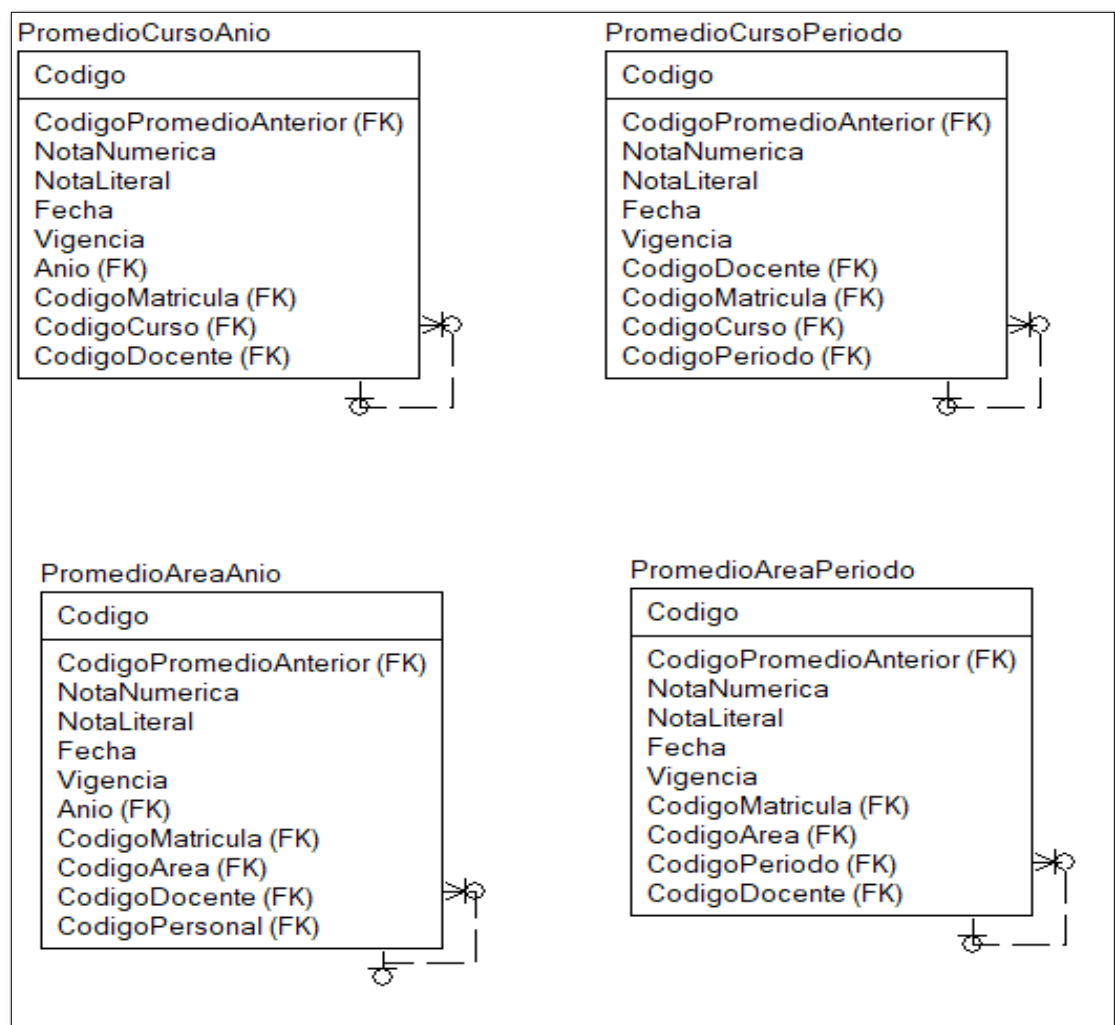 PromedioCursoAnio
Codigo
CodigoPromedioAnterior (FK)
NotaNumerica
NotaLiteral
Fecha
Vigencia
Anio (FK)
CodigoMatricula (FK)
CodigoCurso (FK)
CodigoDocente (FK)
PromedioCursoPeriodo
Codigo
CodigoPromedioAnterior (FK)
NotaNumerica
NotaLiteral
Fecha
Vigencia
CodigoDocente (FK)
CodigoMatricula (FK)
CodigoCurso (FK)
CodigoPeriodo (FK)
PromedioAreaAnio
Codigo
CodigoPromedioAnterior (FK)
NotaNumerica
NotaLiteral
Fecha
Vigencia
Anio (FK)
CodigoMatricula (FK)
CodigoArea (FK)
CodigoDocente (FK)
CodigoPersonal (FK)
PromedioAreaPeriodo
Codigo
CodigoPromedioAnterior (FK)
NotaNumerica
NotaLiteral
Fecha
Vigencia
CodigoMatricula (FK)
CodigoArea (FK)
CodigoPeriodo (FK)
CodigoDocente (FK)